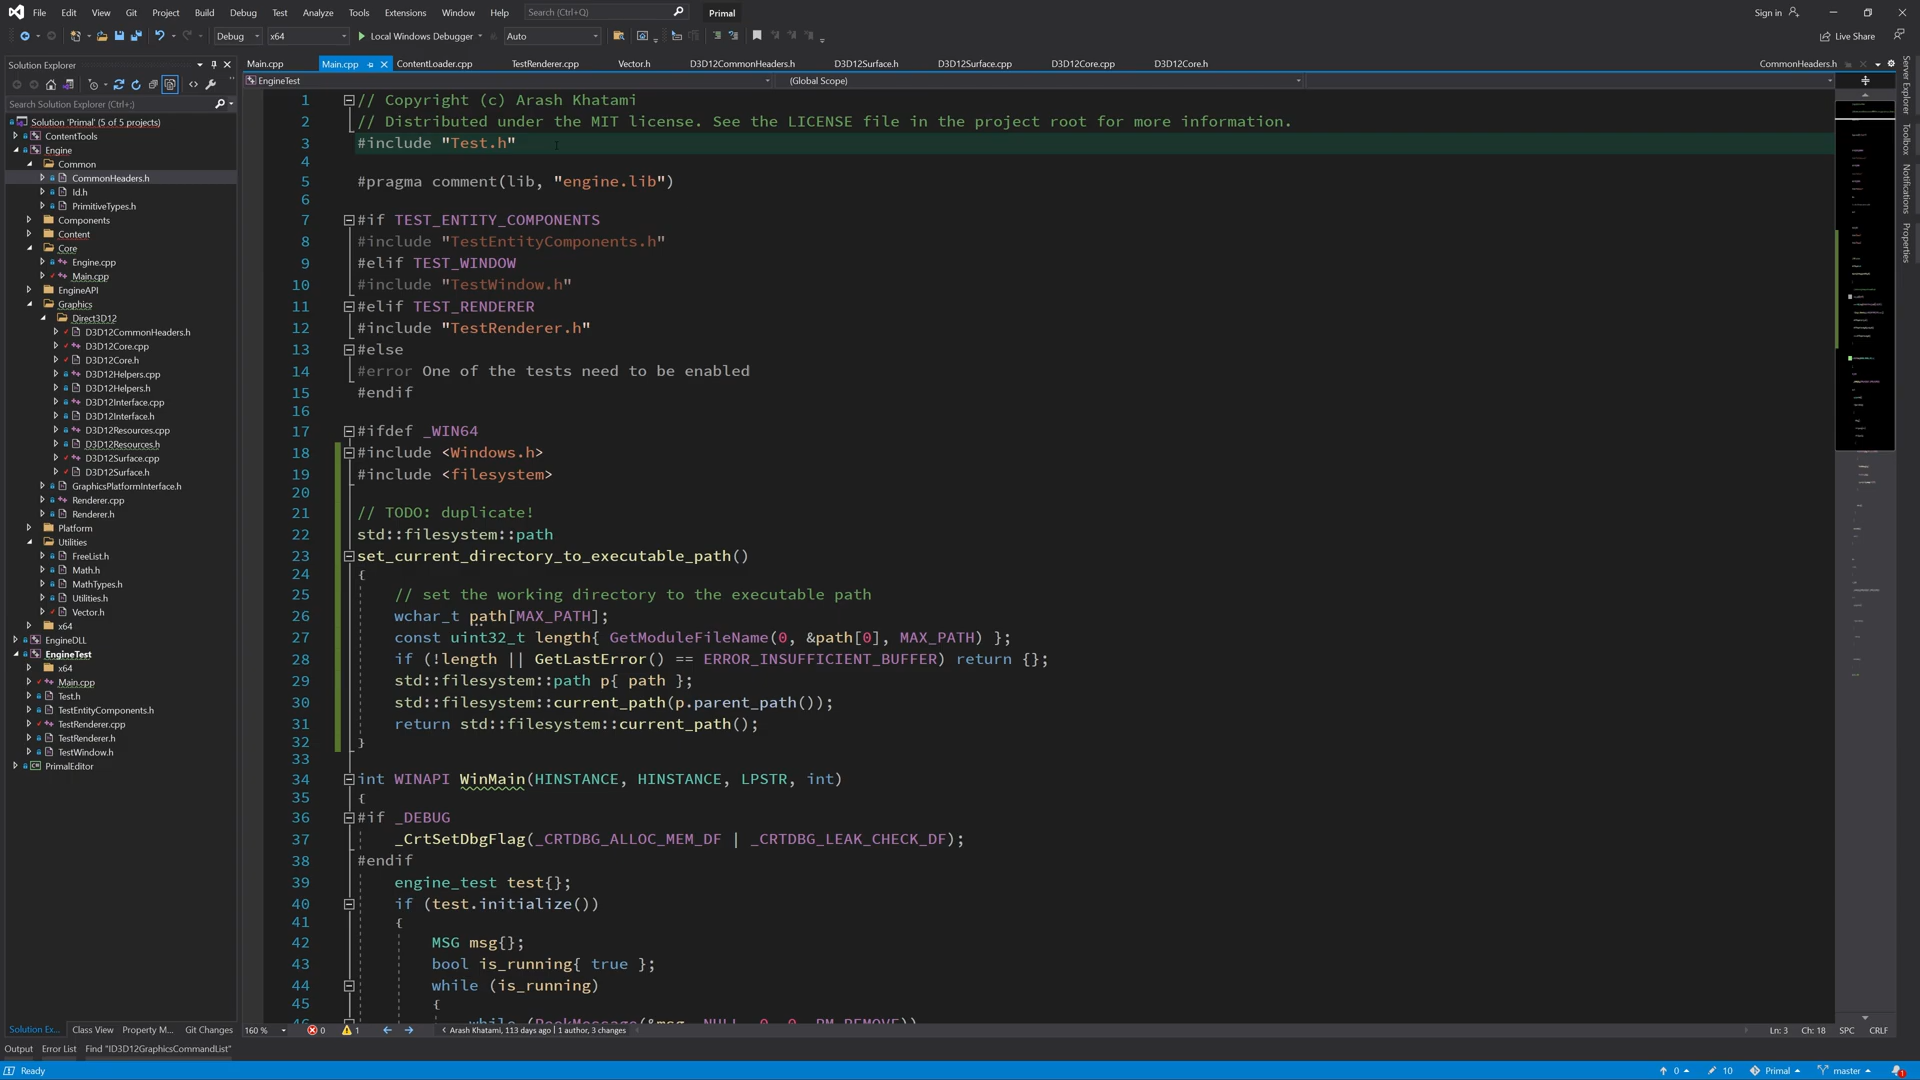 File Edit View Git Project Build Debug Test Analyze Tools Extensions Window Help Search (Ctrl+Q) Primal Sign in
Debug x64 Local Windows Debugger Auto Live Share
Solution Explorer
Search Solution Explorer (Ctrl+;)
Solution 'Primal' (5 of 5 projects)
ContentTools
Engine
Common
CommonHeaders.h
Id.h
PrimitiveTypes.h
Components
Content
Core
Engine.cpp
Main.cpp
EngineAPI
Graphics
Direct3D12
D3D12CommonHeaders.h
D3D12Core.cpp
D3D12Core.h
D3D12Helpers.cpp
D3D12Helpers.h
D3D12Interface.cpp
D3D12Interface.h
D3D12Resources.cpp
D3D12Resources.h
D3D12Surface.cpp
D3D12Surface.h
GraphicsPlatformInterface.h
Renderer.cpp
Renderer.h
Platform
Utilities
FreeList.h
Math.h
MathTypes.h
Utilities.h
Vector.h
x64
EngineDLL
EngineTest
x64
Main.cpp
Test.h
TestEntityComponents.h
TestRenderer.cpp
TestRenderer.h
TestWindow.h
PrimalEditor
Solution Ex... Class View Property M... Git Changes
Main.cpp Main.cpp ContentLoader.cpp TestRenderer.cpp Vector.h D3D12CommonHeaders.h D3D12Surface.h D3D12Surface.cpp D3D12Core.cpp D3D12Core.h CommonHeaders.h
EngineTest (Global Scope)
1 // Copyright (c) Arash Khatami
2 // Distributed under the MIT license. See the LICENSE file in the project root for more information.
3 #include "Test.h"
4
5 #pragma comment(lib, "engine.lib")
6
7 #if TEST_ENTITY_COMPONENTS
8 #include "TestEntityComponents.h"
9 #elif TEST_WINDOW
10 #include "TestWindow.h"
11 #elif TEST_RENDERER
12 #include "TestRenderer.h"
13 #else
14 #error One of the tests need to be enabled
15 #endif
16
17 #ifdef _WIN64
18 #include <Windows.h>
19 #include <filesystem>
20
21 // TODO: duplicate!
22 std::filesystem::path
23 set_current_directory_to_executable_path()
24 {
25 // set the working directory to the executable path
26 wchar_t path[MAX_PATH];
27 const uint32_t length{ GetModuleFileName(0, &path[0], MAX_PATH) };
28 if (!length || GetLastError() == ERROR_INSUFFICIENT_BUFFER) return {};
29 std::filesystem::path p{ path };
30 std::filesystem::current_path(p.parent_path());
31 return std::filesystem::current_path();
32 }
33
34 int WINAPI WinMain(HINSTANCE, HINSTANCE, LPSTR, int)
35 {
36 #if _DEBUG
37 _CrtSetDbgFlag(_CRTDBG_ALLOC_MEM_DF | _CRTDBG_LEAK_CHECK_DF);
38 #endif
39 engine_test test{};
40 if (test.initialize())
41 {
42 MSG msg{};
43 bool is_running{ true };
44 while (is_running)
45 {
46 while (PeekMessage(&msg, NULL, 0, 0, PM_REMOVE))
160 % 0 1 Arash Khatami, 113 days ago | 1 author, 3 changes Ln: 3 Ch: 18 SPC CRLF
Server Explorer
Toolbox
Notifications
Properties
Output Error List Find "ID3D12GraphicsCommandList"
Ready 0 10 Primal master 1